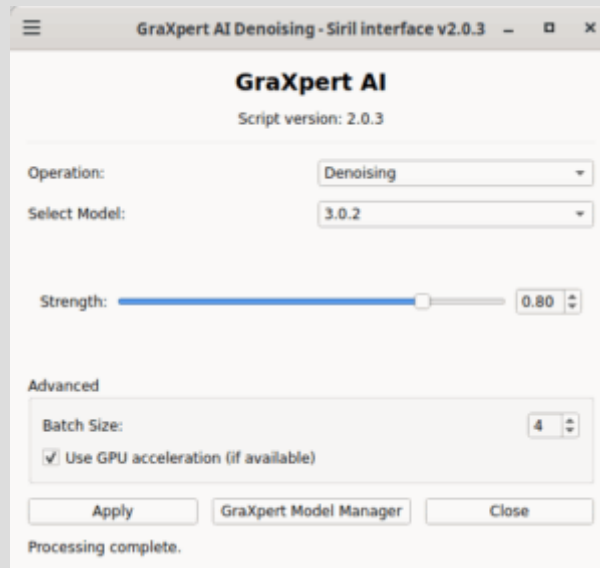 GraXpert AI Denoising - Siril interface v2.0.3
GraXpert AI
Script version: 2.0.3
Operation: Denoising
Select Model: 3.0.2
Strength: 0.80
Advanced
Batch Size: 4
Use GPU acceleration (if available)
Apply GraXpert Model Manager Close
Processing complete.